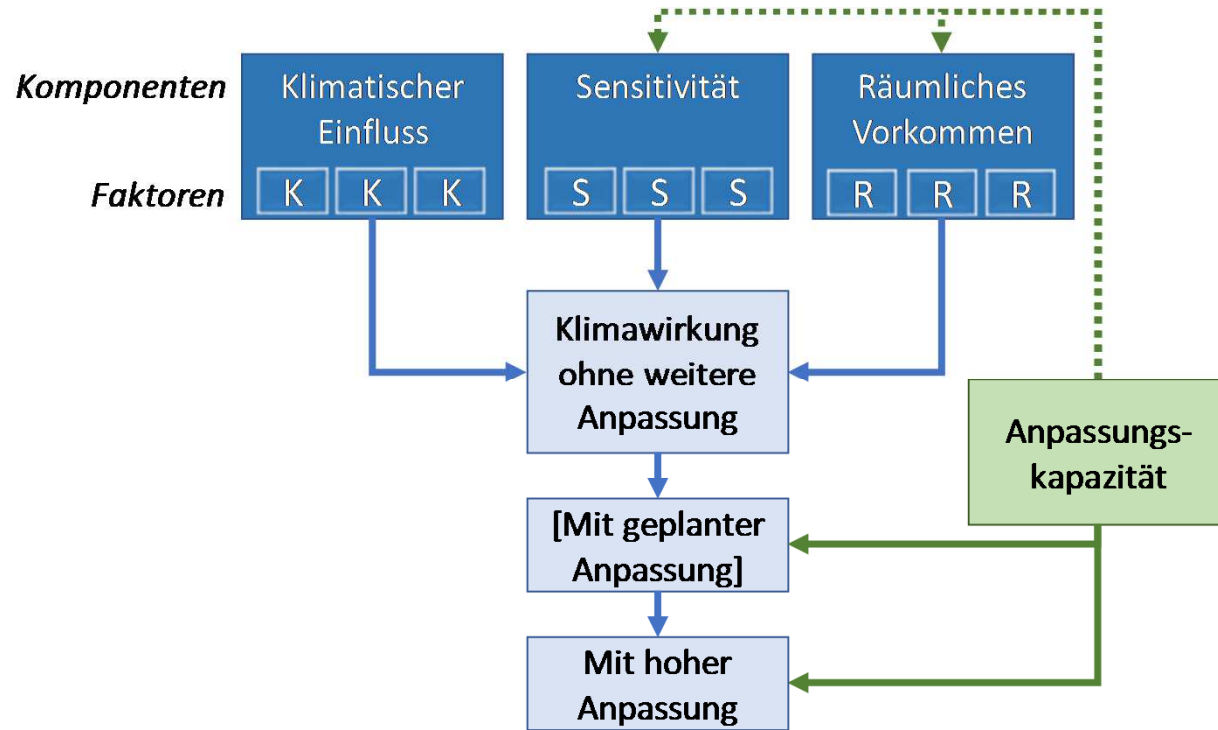 Komponenten
Klimatischer
Einfluss
Sensitivität
Räumliches
Vorkommen
Faktoren
K K K
S S S
R R R
Klimawirkung
ohne weitere
Anpassung
Anpassungs-
kapazität
[Mit geplanter
Anpassung]
Mit hoher
Anpassung